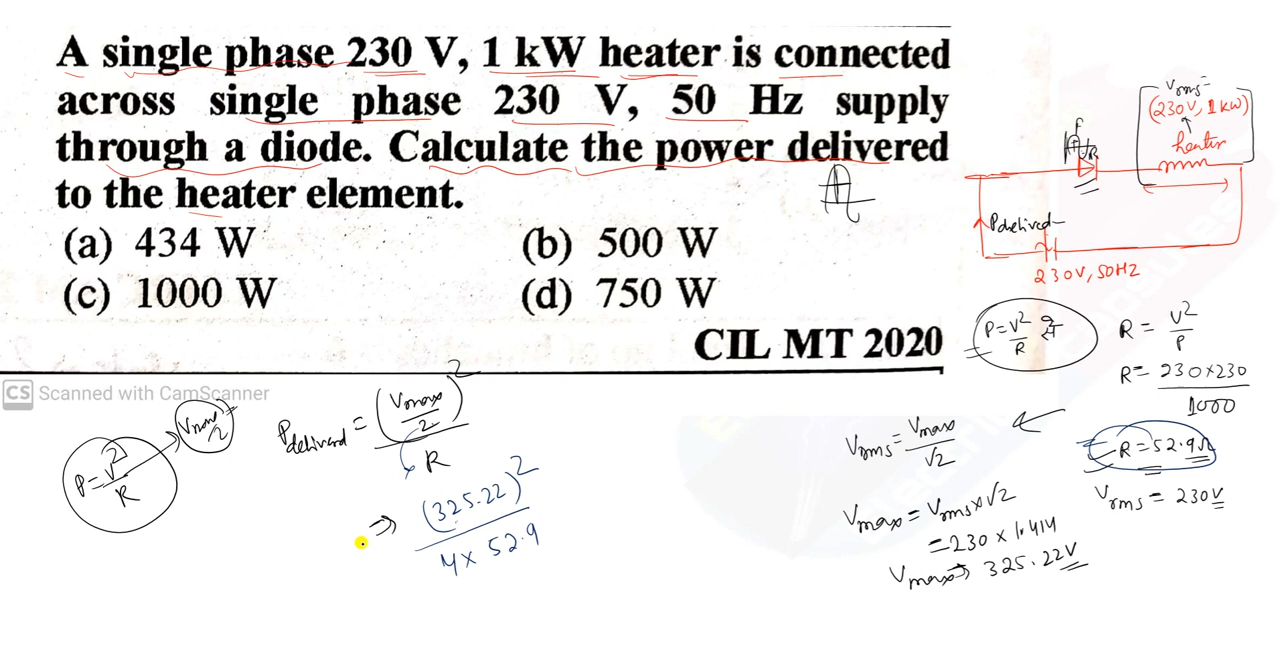 A single phase 230 V, 1 kW heater is connected
across single phase 230 V, 50 Hz supply
through a diode. Calculate the power delivered
to the heater element.
(a) 434 W (b) 500 W
(c) 1000 W (d) 750 W
CIL MT 2020
CS Scanned with CamScanner
Vrms=
(230V, 1kW)
heater
Pdelivered
230V, 50HZ
P=V²/R
R = V²/P
R= 230×230/1000
R=52.9Ω
Vrms = 230V
Vrms = Vmax/√2
Vmax= Vrms×√2
=230 × 1.414
Vmax⇒ 325.22V
P=V²/R
Vmax/2
Pdelivered = (Vmax/2)²/R
⇒ (325.22)²/4× 52.9